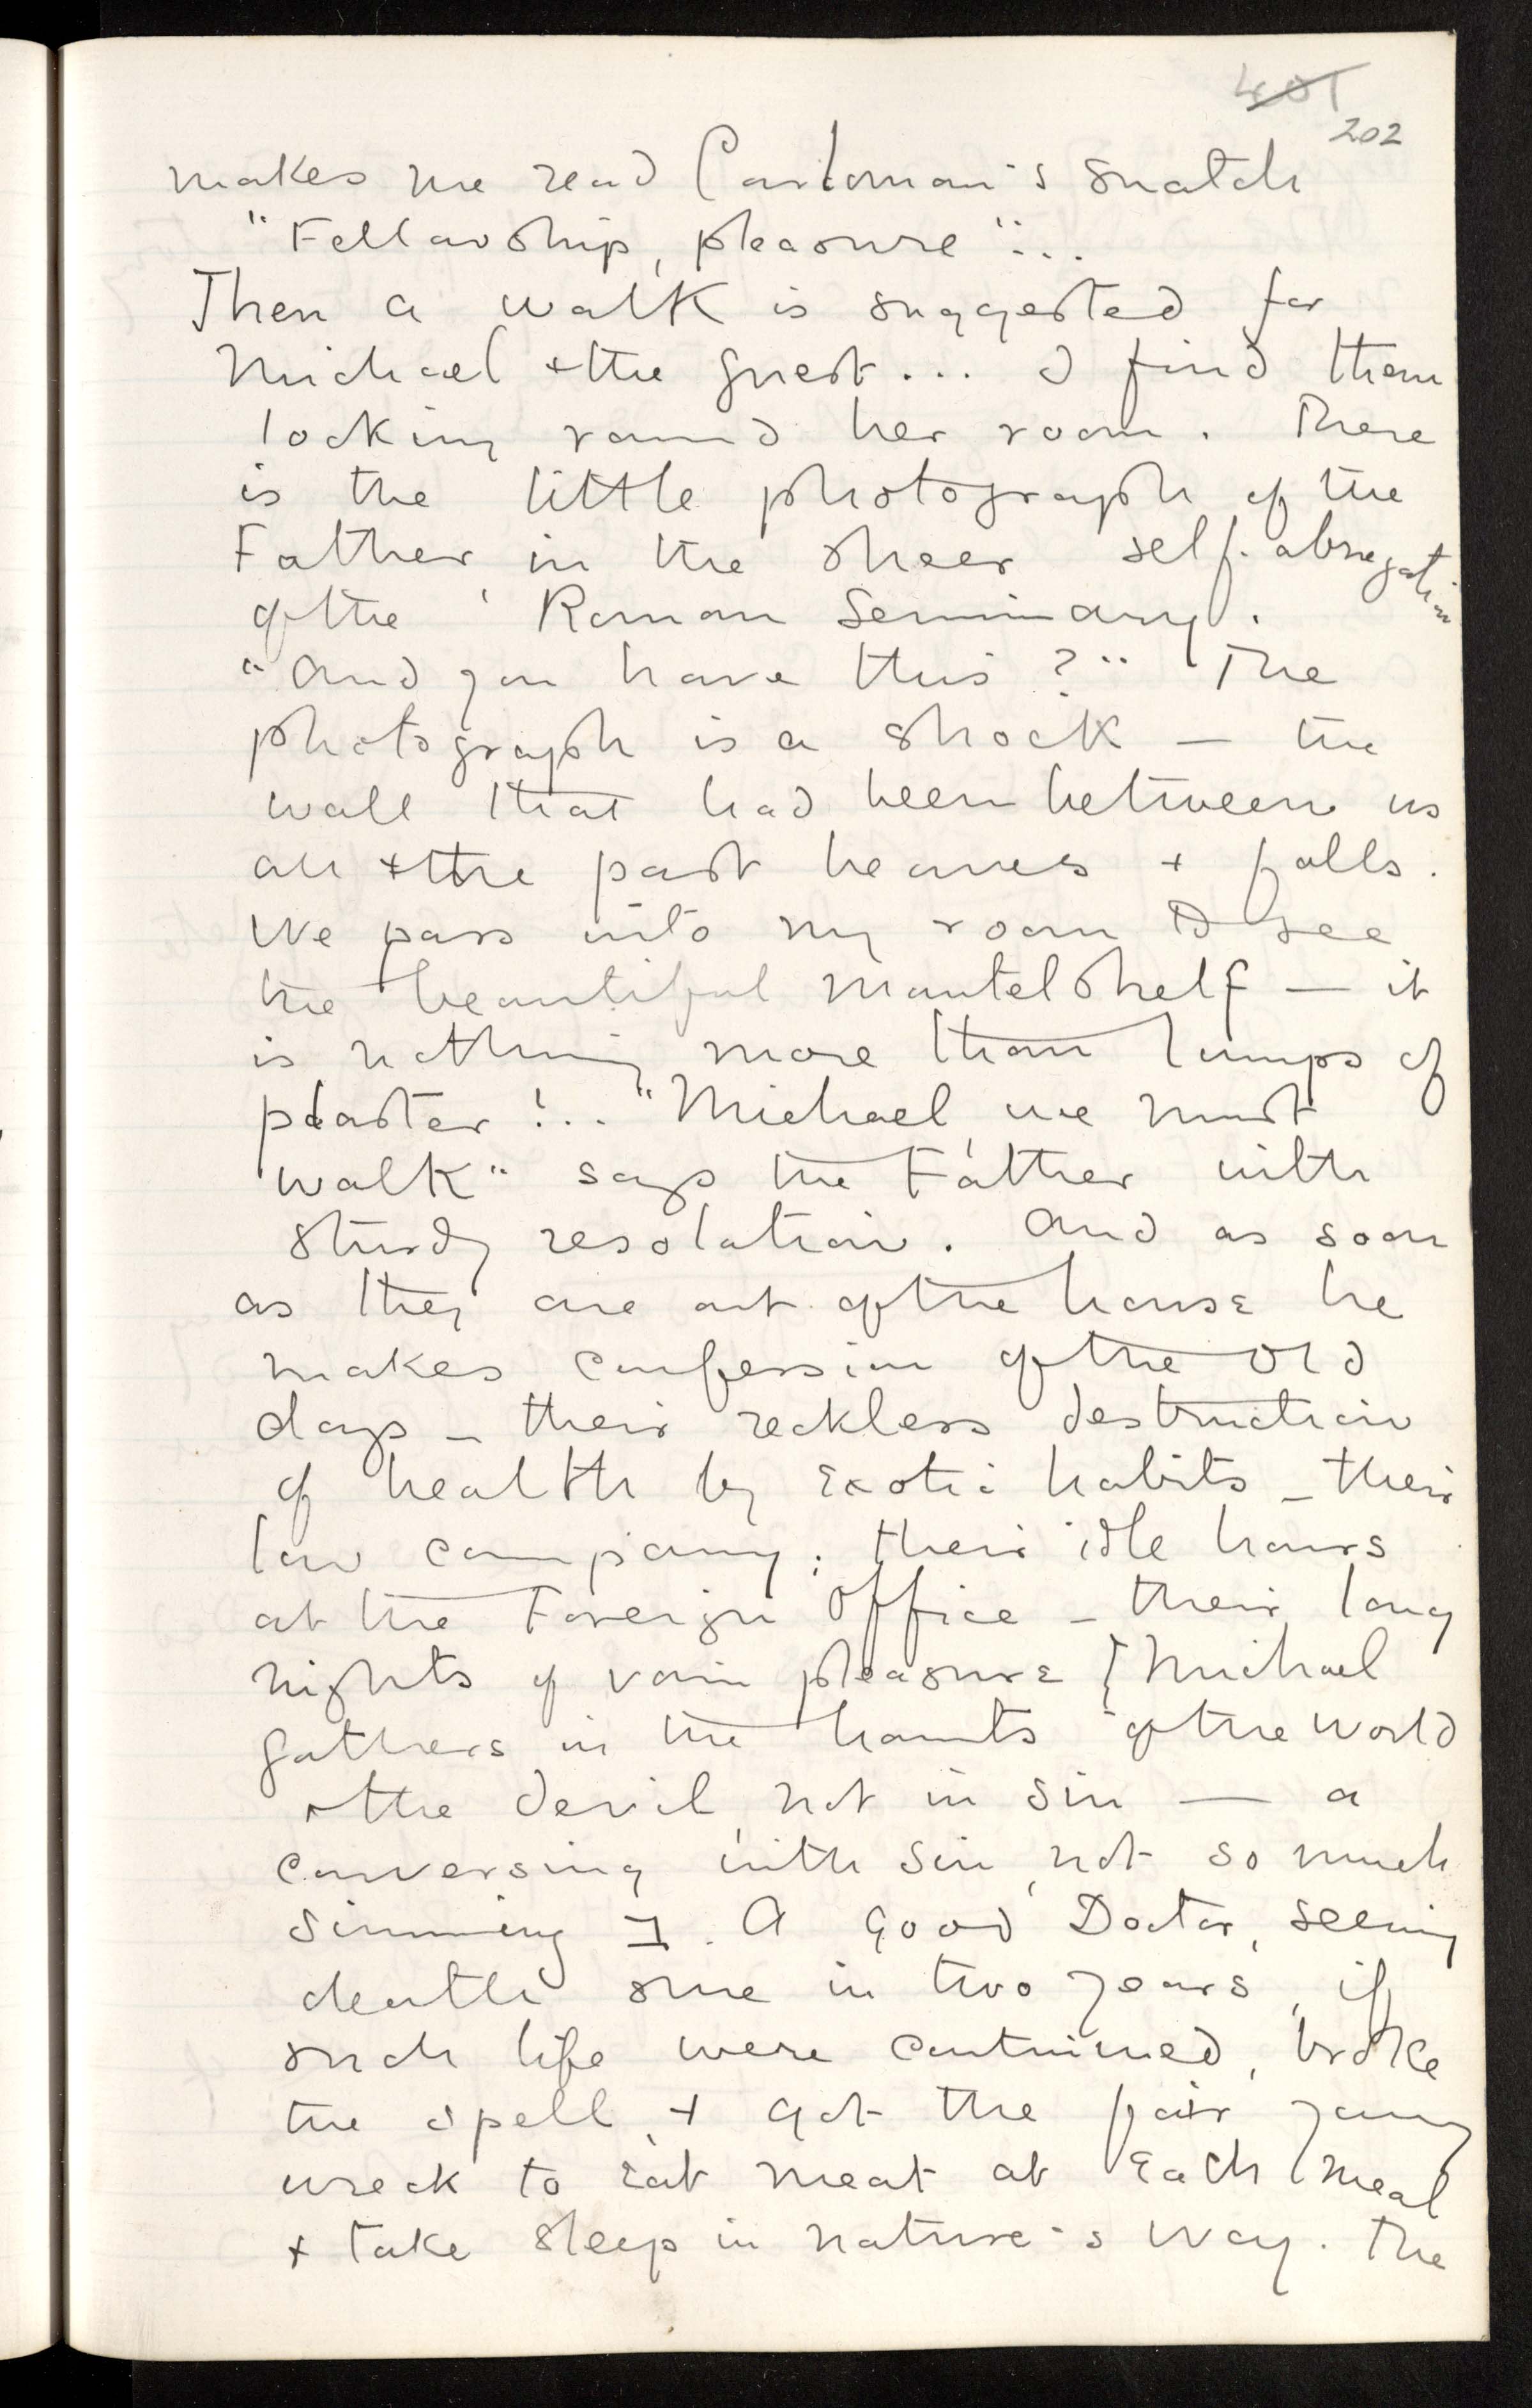 401
202
makes me read Carloman's snatch
"Fellowship, pleasure"...
Then a walk is suggested for
Michael + the guest... I find them
looking round her room. There
is the little photograph of the
Father, in the sheer self-abnegation
of the Roman Seminary.
"And you have this?" The
photograph is a shock — the
wall that had been between us
all + the past heaves + falls.
We pass into my room to see
the beautiful mantelshelf — it
is nothing more than lumps of
plaster!.. "Michael, we must
walk" says the Father with
sturdy resolution. And as soon
as they are out of the house he
makes confession of the old
days – their reckless destruction
of health by exotic habits – their
low company; their idle hours
at the Foreign Office – their long
nights of vain pleasure [Michael
gathers in the haunts of the World
+ the devil, not in sin — a
conversing with sin, not so much
sinning]. A good Doctor, seeing
death sure in two years, if
such life were continued, broke
the spell, + got the fair young
wreck to eat meat at each meal
+ take sleep in nature's way. The